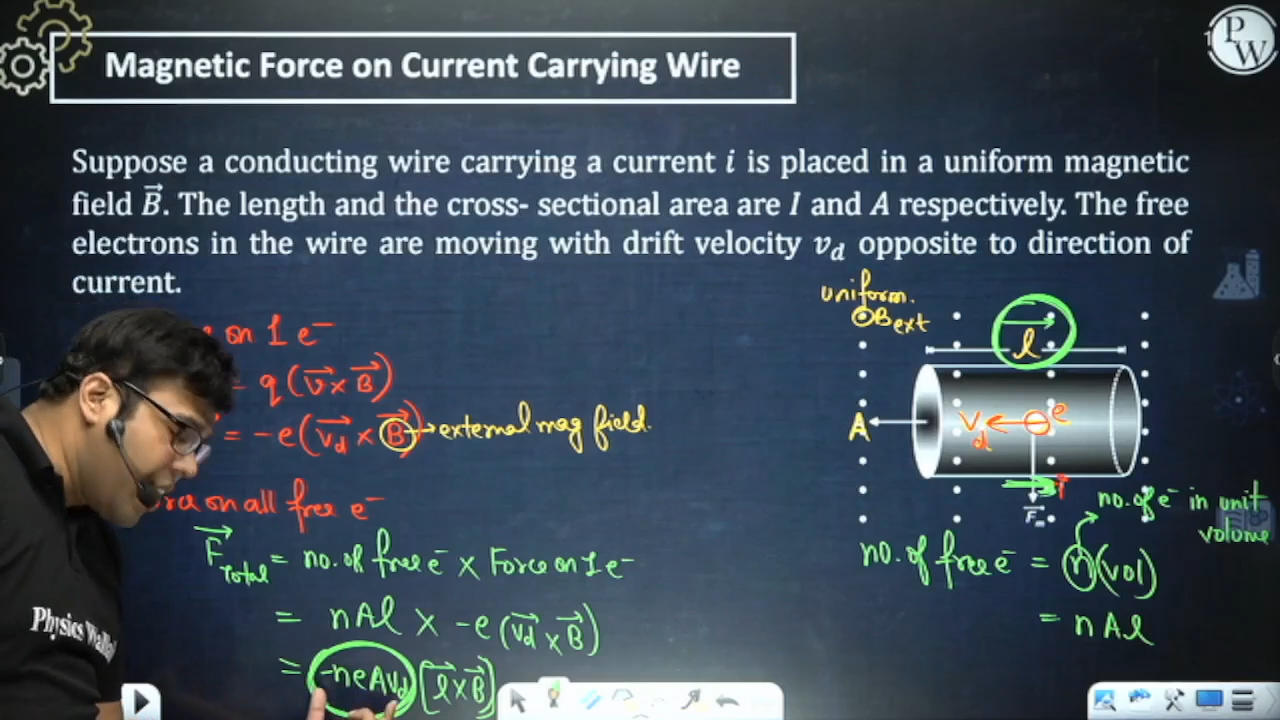 Magnetic Force on Current Carrying Wire
P
W
Suppose a conducting wire carrying a current i is placed in a uniform magnetic
field B⃗. The length and the cross- sectional area are I and A respectively. The free
electrons in the wire are moving with drift velocity v_d opposite to direction of
current.
on 1 e⁻
= q (v⃗ × B⃗)
= -e (v⃗_d × B⃗) → external mag field.
on all free e⁻
F⃗_Total = no. of free e⁻ × Force on 1 e⁻
= nAl × -e (v⃗_d × B⃗)
= -neAv_d [l⃗ × B⃗]
uniform.
B_ext
l
A
V_d
e
i
F⃗_m
no. of e⁻ in unit
volume
no. of free e⁻ = n (vol)
= nAl
Physics